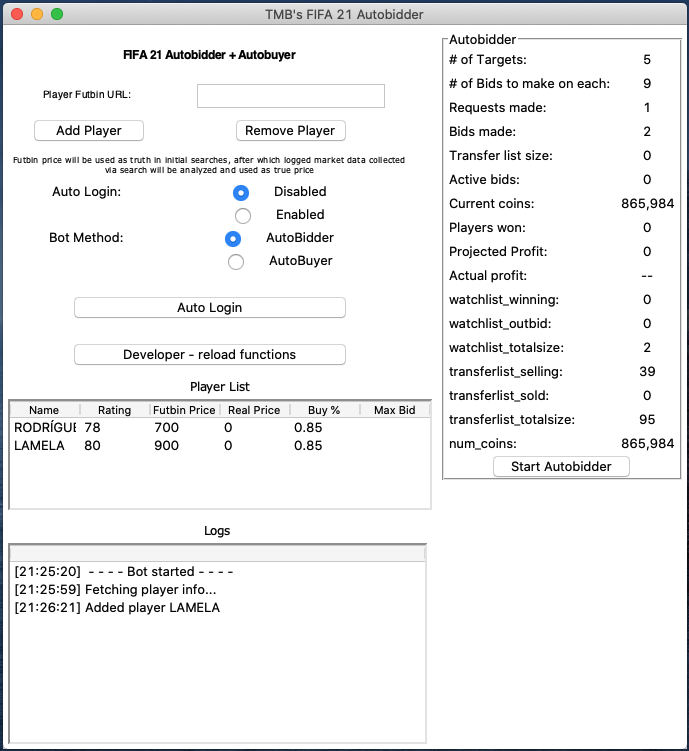 TMB's FIFA 21 Autobidder
FIFA 21 Autobidder + Autobuyer
Player Futbin URL:
Add Player
Remove Player
Futbin price will be used as truth in initial searches, after which logged market data collected
via search will be analyzed and used as true price
Auto Login:
Disabled
Enabled
Bot Method:
AutoBidder
AutoBuyer
Auto Login
Developer - reload functions
Player List
Name Rating Futbin Price Real Price Buy % Max Bid
RODRÍGUE 78 700 0 0.85
LAMELA 80 900 0 0.85
Logs
[21:25:20] - - - - Bot started - - - -
[21:25:59] Fetching player info...
[21:26:21] Added player LAMELA
Autobidder
# of Targets: 5
# of Bids to make on each: 9
Requests made: 1
Bids made: 2
Transfer list size: 0
Active bids: 0
Current coins: 865,984
Players won: 0
Projected Profit: 0
Actual profit: --
watchlist_winning: 0
watchlist_outbid: 0
watchlist_totalsize: 2
transferlist_selling: 39
transferlist_sold: 0
transferlist_totalsize: 95
num_coins: 865,984
Start Autobidder